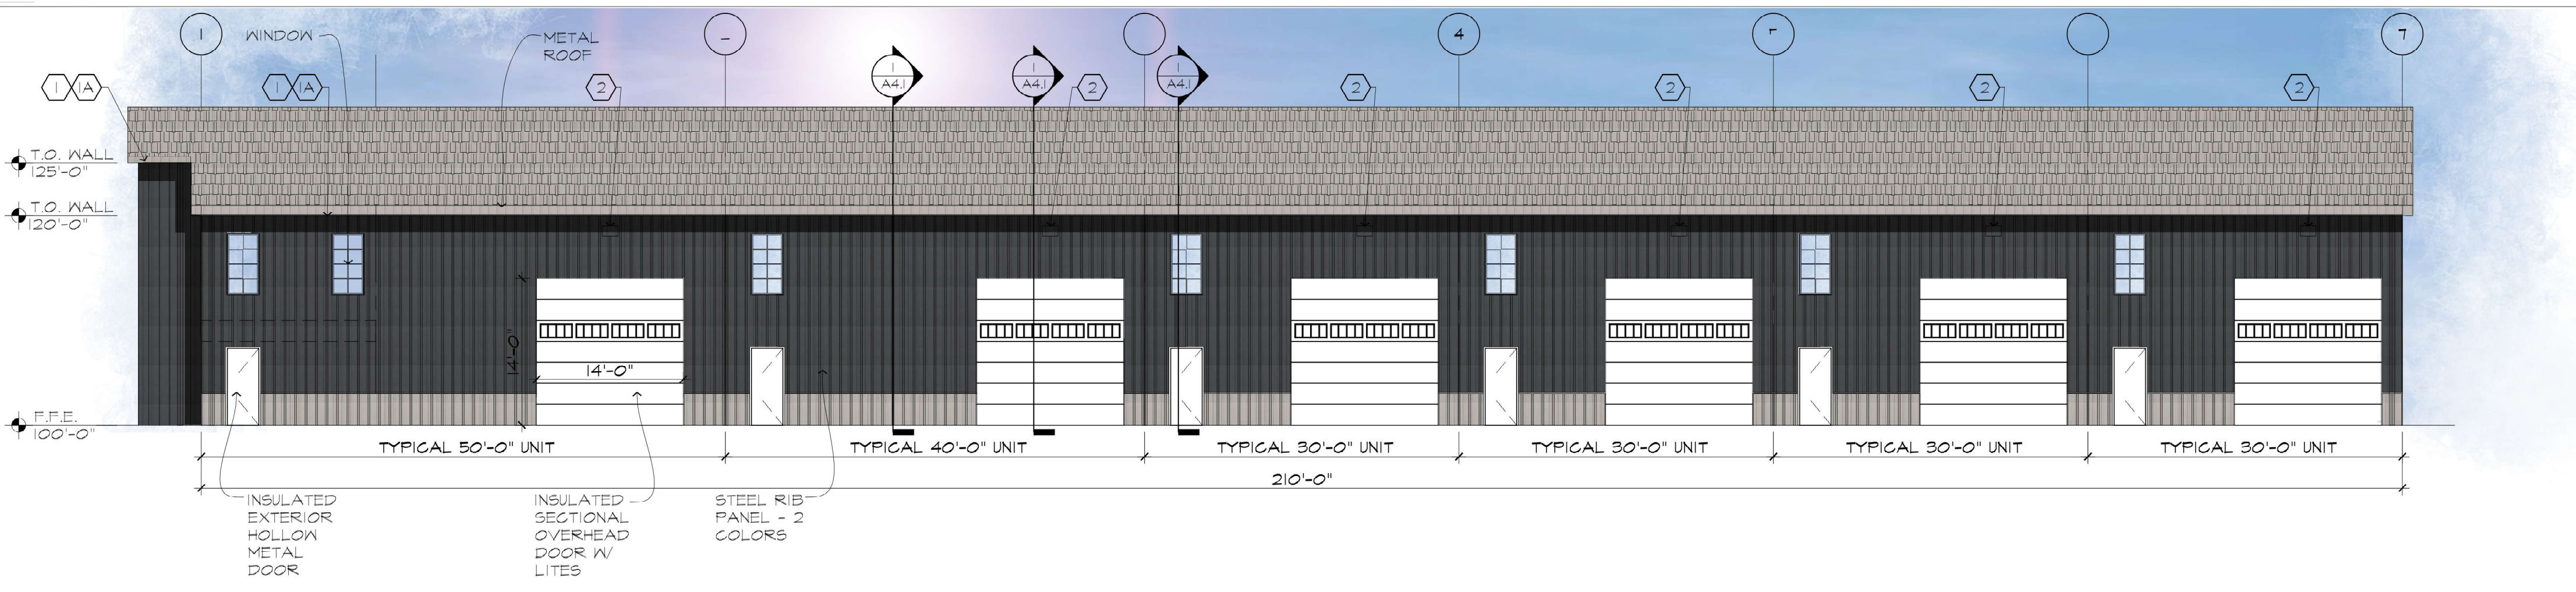 1
4
7
WINDOW
METAL
ROOF
1
A4.1
1
A4.1
1
A4.1
1 1A
1 1A
2
2
2
2
2
2
T.O. WALL
125'-0"
T.O. WALL
120'-0"
14'-0"
14'-0"
F.F.E.
100'-0"
TYPICAL 50'-0" UNIT
TYPICAL 40'-0" UNIT
TYPICAL 30'-0" UNIT
TYPICAL 30'-0" UNIT
TYPICAL 30'-0" UNIT
TYPICAL 30'-0" UNIT
210'-0"
INSULATED
EXTERIOR
HOLLOW
METAL
DOOR
INSULATED
SECTIONAL
OVERHEAD
DOOR W/
LITES
STEEL RIB
PANEL - 2
COLORS